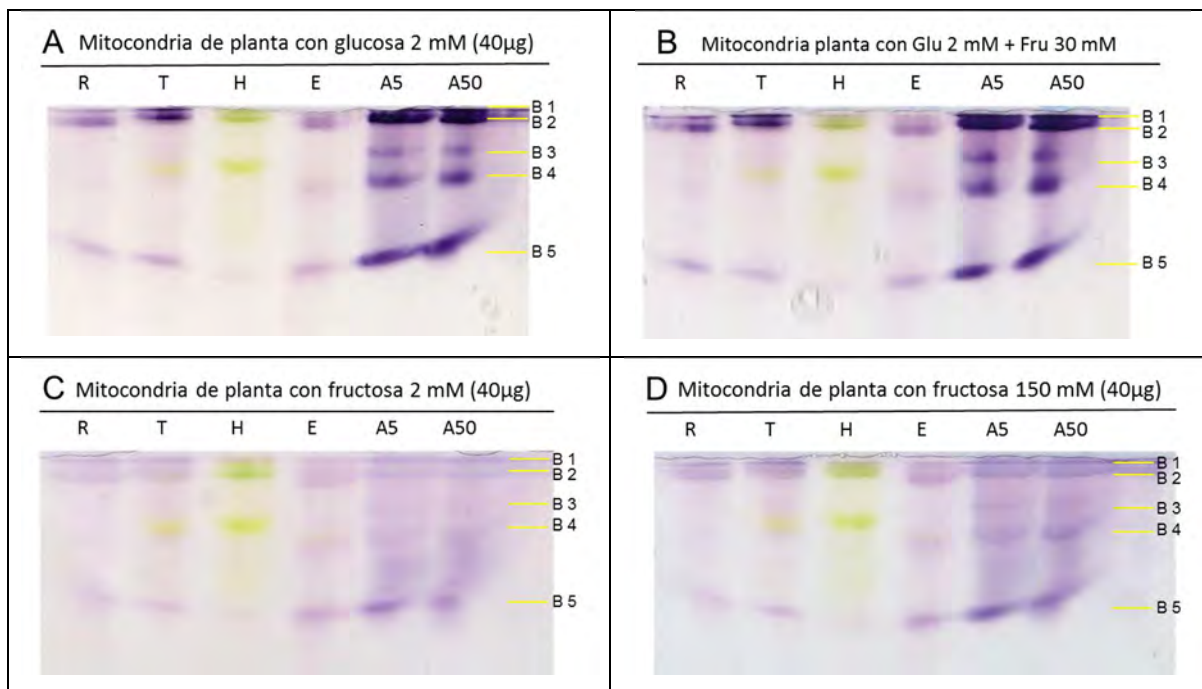 A Mitocondria de planta con glucosa 2 mM (40µg)
R T H E A5 A50
B 1
B 2
B 3
B 4
B 5
B Mitocondria planta con Glu 2 mM + Fru 30 mM
R T H E A5 A50
B 1
B 2
B 3
B 4
B 5
C Mitocondria de planta con fructosa 2 mM (40µg)
R T H E A5 A50
B 1
B 2
B 3
B 4
B 5
D Mitocondria de planta con fructosa 150 mM (40µg)
R T H E A5 A50
B 1
B 2
B 3
B 4
B 5